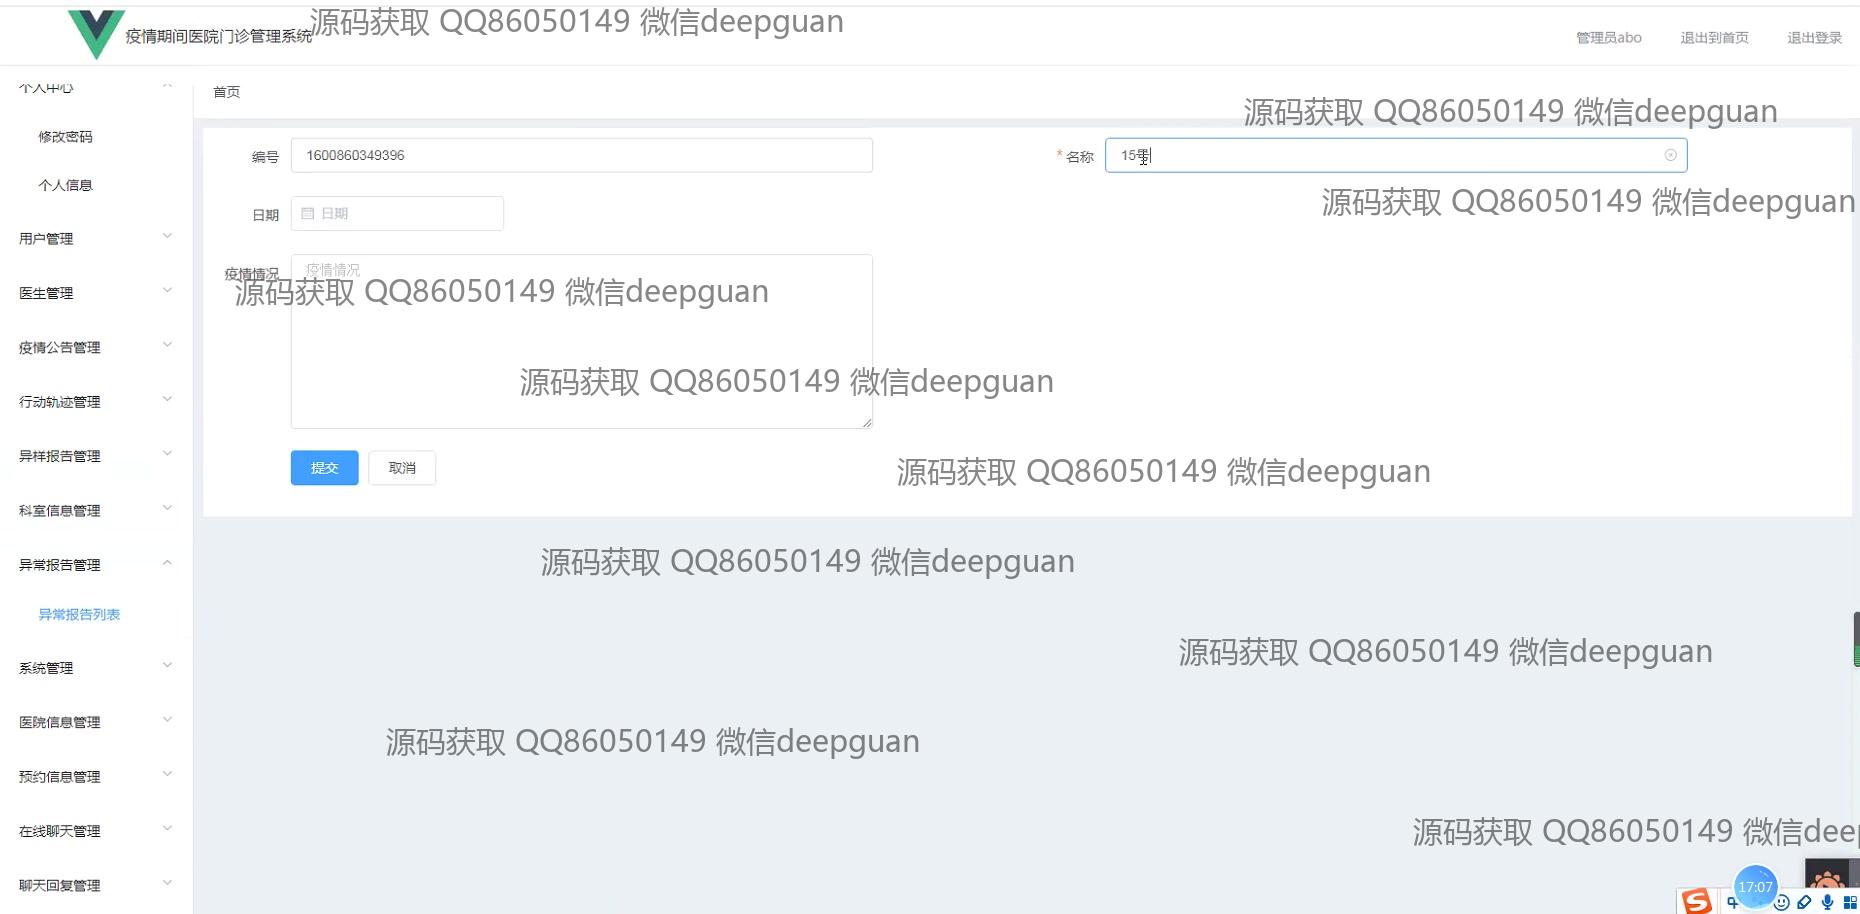 源码获取 QQ86050149 微信deepguan
疫情期间医院门诊管理系统
管理员abo
退出到首页
退出登录
个人中心
首页
源码获取 QQ86050149 微信deepguan
修改密码
编号
1600860349396
* 名称
个人信息
源码获取 QQ86050149 微信deepguan
日期
日期
用户管理
疫情情况
疫情情况
源码获取 QQ86050149 微信deepguan
医生管理
疫情公告管理
源码获取 QQ86050149 微信deepguan
行动轨迹管理
异样报告管理
提交
取消
源码获取 QQ86050149 微信deepguan
科室信息管理
异常报告管理
源码获取 QQ86050149 微信deepguan
异常报告列表
系统管理
源码获取 QQ86050149 微信deepguan
医院信息管理
源码获取 QQ86050149 微信deepguan
预约信息管理
在线聊天管理
源码获取 QQ86050149 微信dee
聊天回复管理
17:07